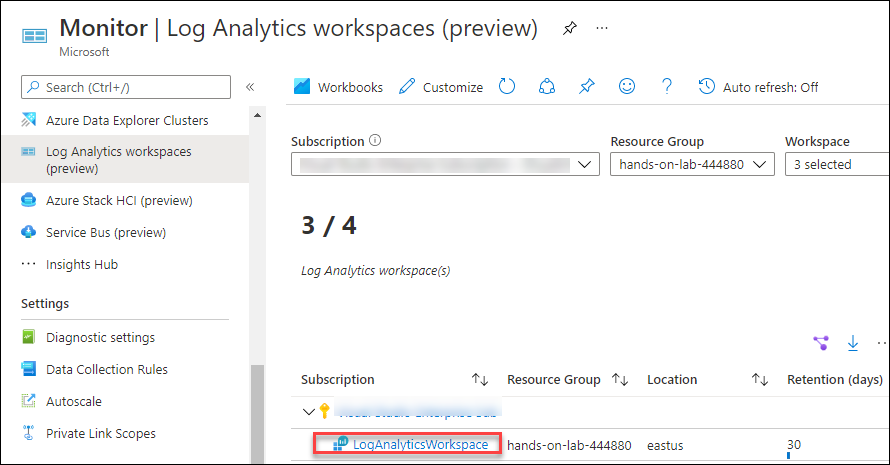 Monitor | Log Analytics workspaces (preview) ...
Microsoft
Search (Ctrl+/) «
Workbooks Customize ? Auto refresh: Off
Azure Data Explorer Clusters
Log Analytics workspaces
(preview)
Azure Stack HCI (preview)
Service Bus (preview)
... Insights Hub
Settings
Diagnostic settings
Data Collection Rules
Autoscale
Private Link Scopes
Subscription Resource Group Workspace
hands-on-lab-444880 3 selected
3 / 4
Log Analytics workspace(s)
Subscription Resource Group Location Retention (days)
LogAnalyticsWorkspace hands-on-lab-444880 eastus 30